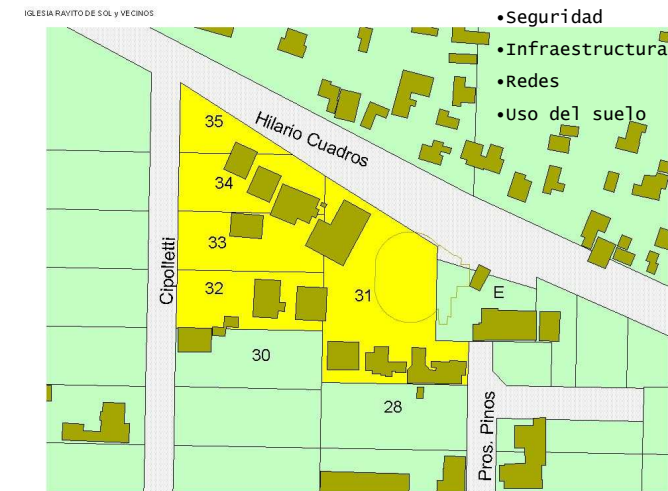 IGLESIA RAYITO DE SOL y VECINOS
•Seguridad
•Infraestructura
•Redes
•Uso del suelo
35
Hilario Cuadros
34
33
Cipolletti
32
31
E
30
28
Pros. Pinos